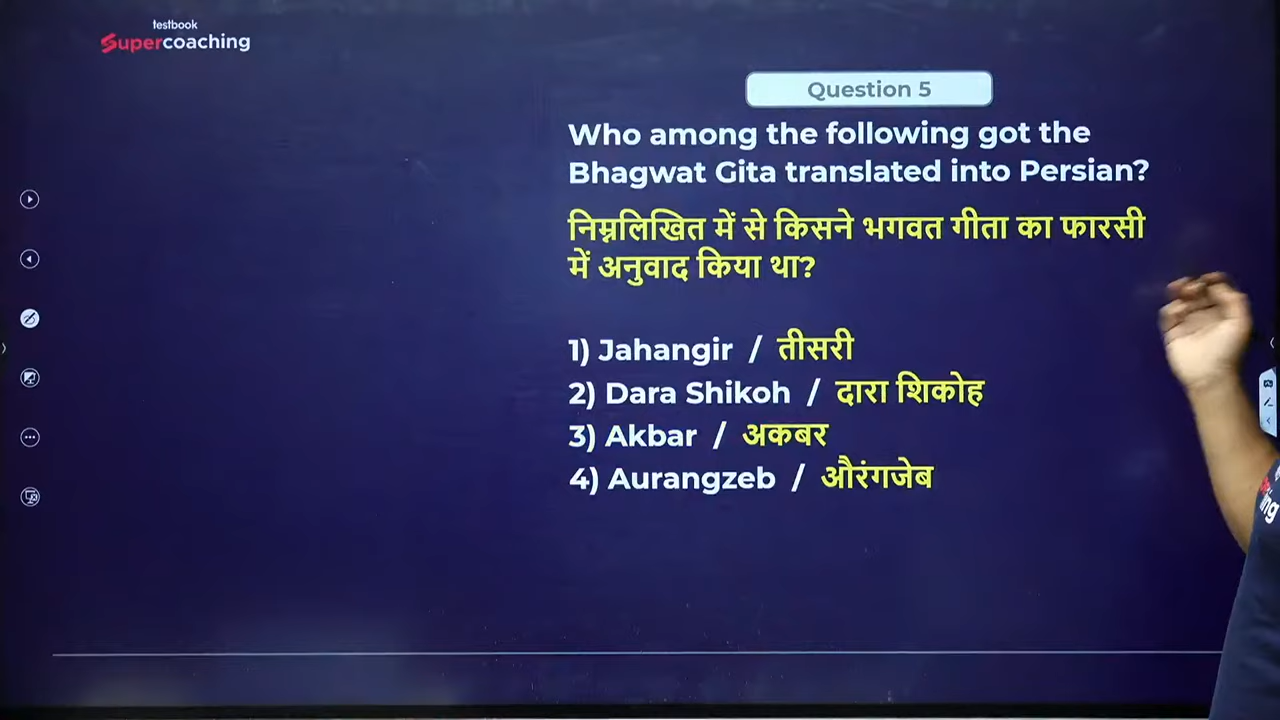 testbook
Supercoaching
Question 5
Who among the following got the
Bhagwat Gita translated into Persian?
निम्नलिखित में से किसने भगवत गीता का फारसी
में अनुवाद किया था?
1) Jahangir / तीसरी
2) Dara Shikoh / दारा शिकोह
3) Akbar / अकबर
4) Aurangzeb / औरंगजेब
ing